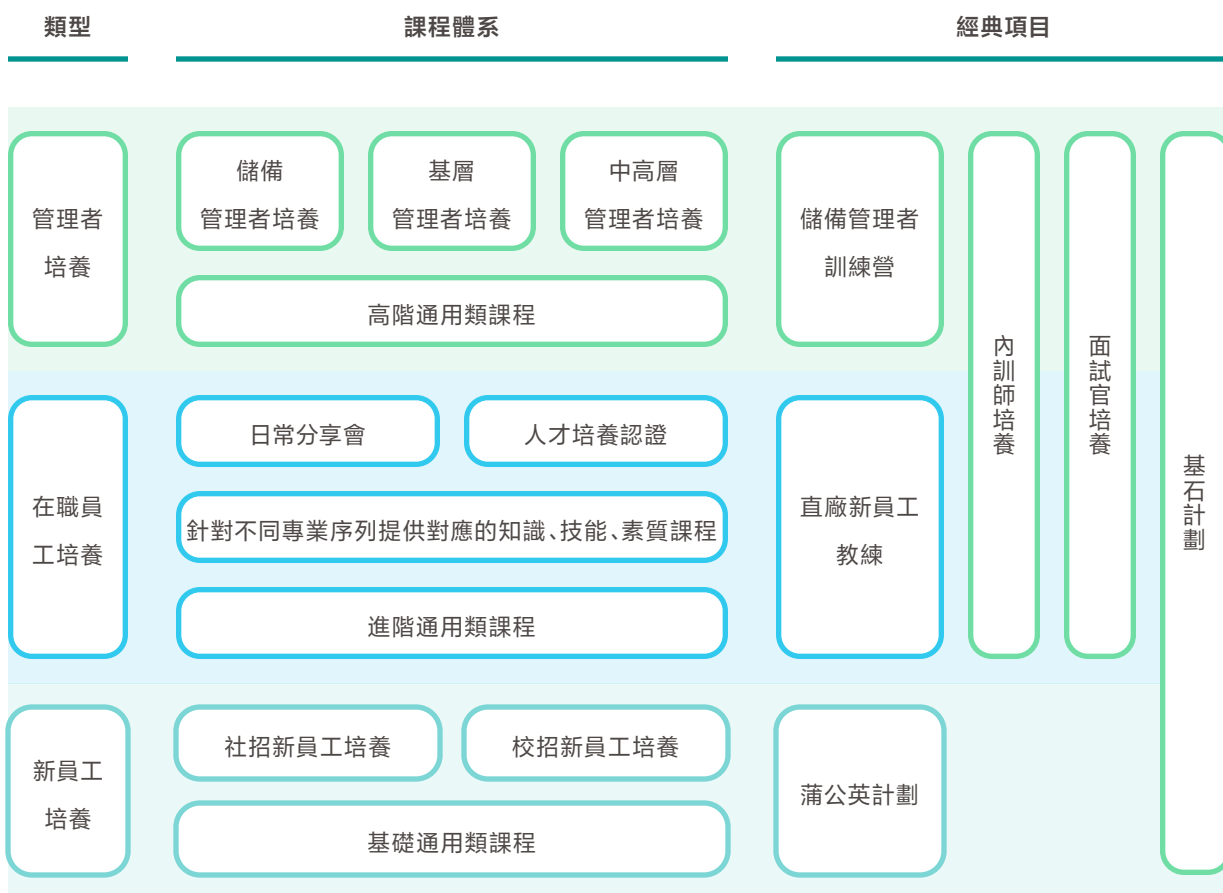 類型
課程體系
經典項目
管理者
培養
儲備
管理者培養
基層
管理者培養
中高層
管理者培養
高階通用類課程
儲備管理者
訓練營
內訓師培養
面試官培養
基石計劃
在職員
工培養
日常分享會
人才培養認證
針對不同專業序列提供對應的知識、技能、素質課程
進階通用類課程
直廠新員工
教練
新員工
培養
社招新員工培養
校招新員工培養
基礎通用類課程
蒲公英計劃